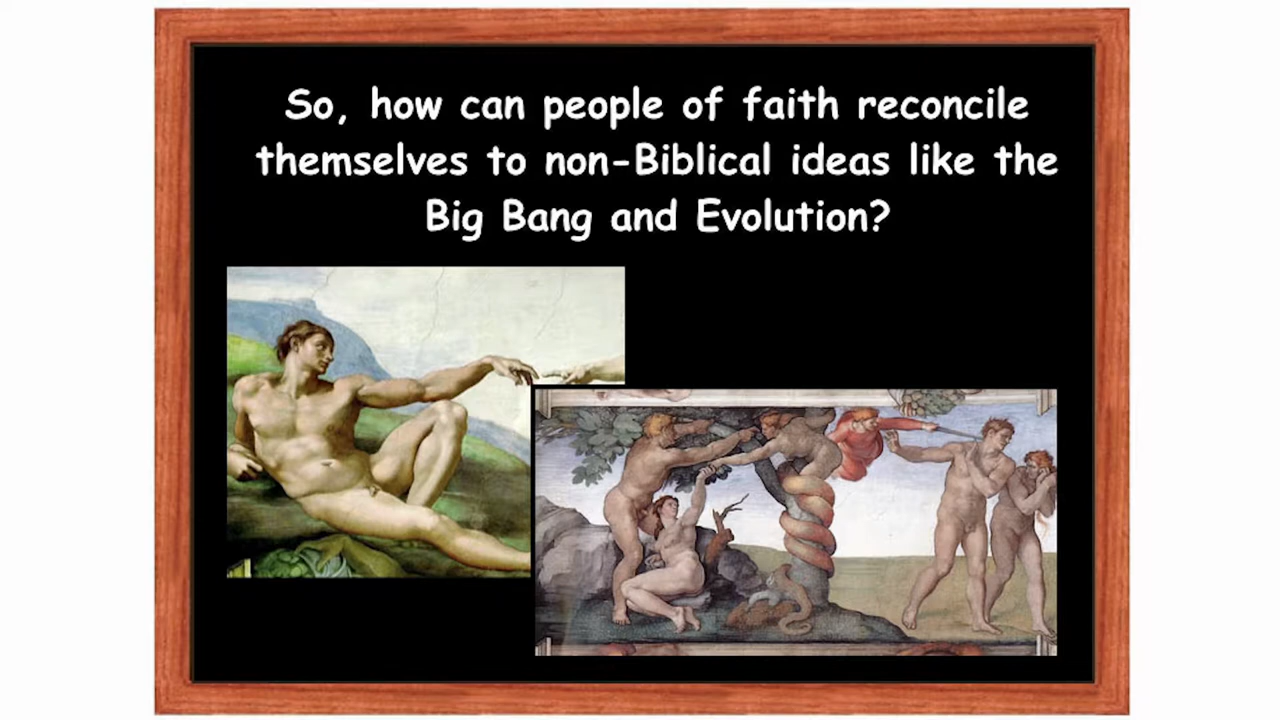 So, how can people of faith reconcile
themselves to non-Biblical ideas like the
Big Bang and Evolution?